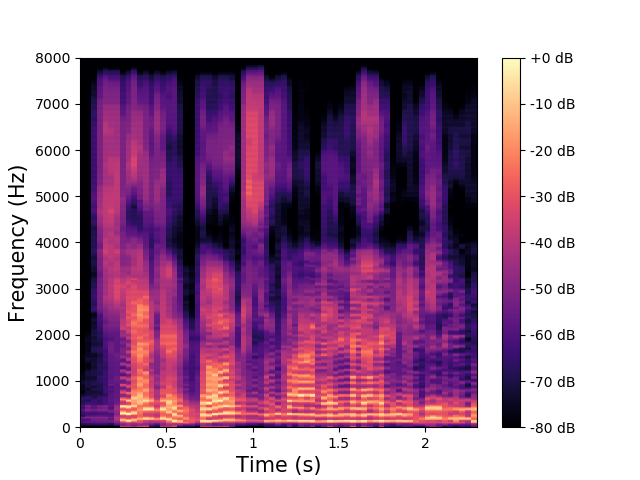 8000
7000
6000
5000
4000
3000
2000
1000
0
Frequency (Hz)
0
0.5
1
1.5
2
Time (s)
+0 dB
-10 dB
-20 dB
-30 dB
-40 dB
-50 dB
-60 dB
-70 dB
-80 dB